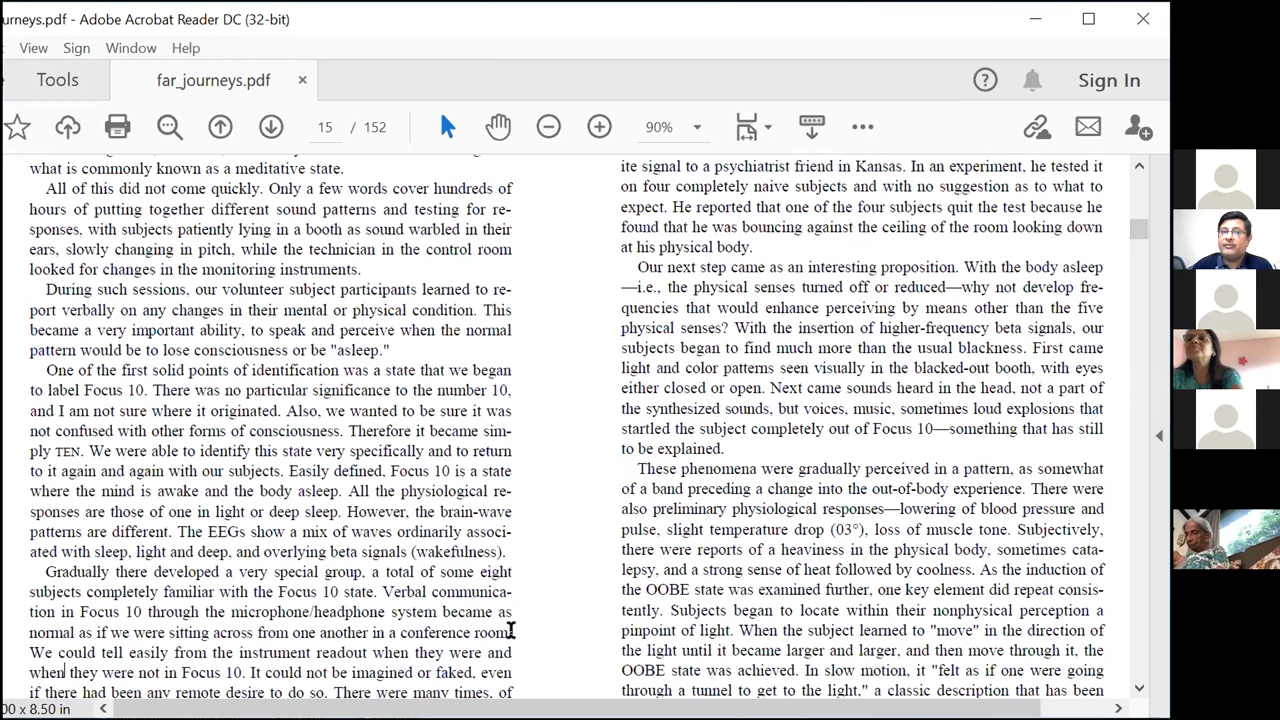 urneys.pdf - Adobe Acrobat Reader DC (32-bit)
View Sign Window Help
Tools
far_journeys.pdf
Sign In
15 / 152
90%
what is commonly known as a meditative state.
All of this did not come quickly. Only a few words cover hundreds of
hours of putting together different sound patterns and testing for re-
sponses, with subjects patiently lying in a booth as sound warbled in their
ears, slowly changing in pitch, while the technician in the control room
looked for changes in the monitoring instruments.
During such sessions, our volunteer subject participants learned to re-
port verbally on any changes in their mental or physical condition. This
became a very important ability, to speak and perceive when the normal
pattern would be to lose consciousness or be "asleep."
One of the first solid points of identification was a state that we began
to label Focus 10. There was no particular significance to the number 10,
and I am not sure where it originated. Also, we wanted to be sure it was
not confused with other forms of consciousness. Therefore it became sim-
ply TEN. We were able to identify this state very specifically and to return
to it again and again with our subjects. Easily defined, Focus 10 is a state
where the mind is awake and the body asleep. All the physiological re-
sponses are those of one in light or deep sleep. However, the brain-wave
patterns are different. The EEGs show a mix of waves ordinarily associ-
ated with sleep, light and deep, and overlying beta signals (wakefulness).
Gradually there developed a very special group, a total of some eight
subjects completely familiar with the Focus 10 state. Verbal communica-
tion in Focus 10 through the microphone/headphone system became as
normal as if we were sitting across from one another in a conference room.
We could tell easily from the instrument readout when they were and
when they were not in Focus 10. It could not be imagined or faked, even
if there had been any remote desire to do so. There were many times, of
ite signal to a psychiatrist friend in Kansas. In an experiment, he tested it
on four completely naive subjects and with no suggestion as to what to
expect. He reported that one of the four subjects quit the test because he
found that he was bouncing against the ceiling of the room looking down
at his physical body.
Our next step came as an interesting proposition. With the body asleep
—i.e., the physical senses turned off or reduced—why not develop fre-
quencies that would enhance perceiving by means other than the five
physical senses? With the insertion of higher-frequency beta signals, our
subjects began to find much more than the usual blackness. First came
light and color patterns seen visually in the blacked-out booth, with eyes
either closed or open. Next came sounds heard in the head, not a part of
the synthesized sounds, but voices, music, sometimes loud explosions that
startled the subject completely out of Focus 10—something that has still
to be explained.
These phenomena were gradually perceived in a pattern, as somewhat
of a band preceding a change into the out-of-body experience. There were
also preliminary physiological responses—lowering of blood pressure and
pulse, slight temperature drop (03°), loss of muscle tone. Subjectively,
there were reports of a heaviness in the physical body, sometimes cata-
lepsy, and a strong sense of heat followed by coolness. As the induction of
the OOBE state was examined further, one key element did repeat consis-
tently. Subjects began to locate within their nonphysical perception a
pinpoint of light. When the subject learned to "move" in the direction of
the light until it became larger and larger, and then move through it, the
OOBE state was achieved. In slow motion, it "felt as if one were going
through a tunnel to get to the light," a classic description that has been
00 x 8.50 in